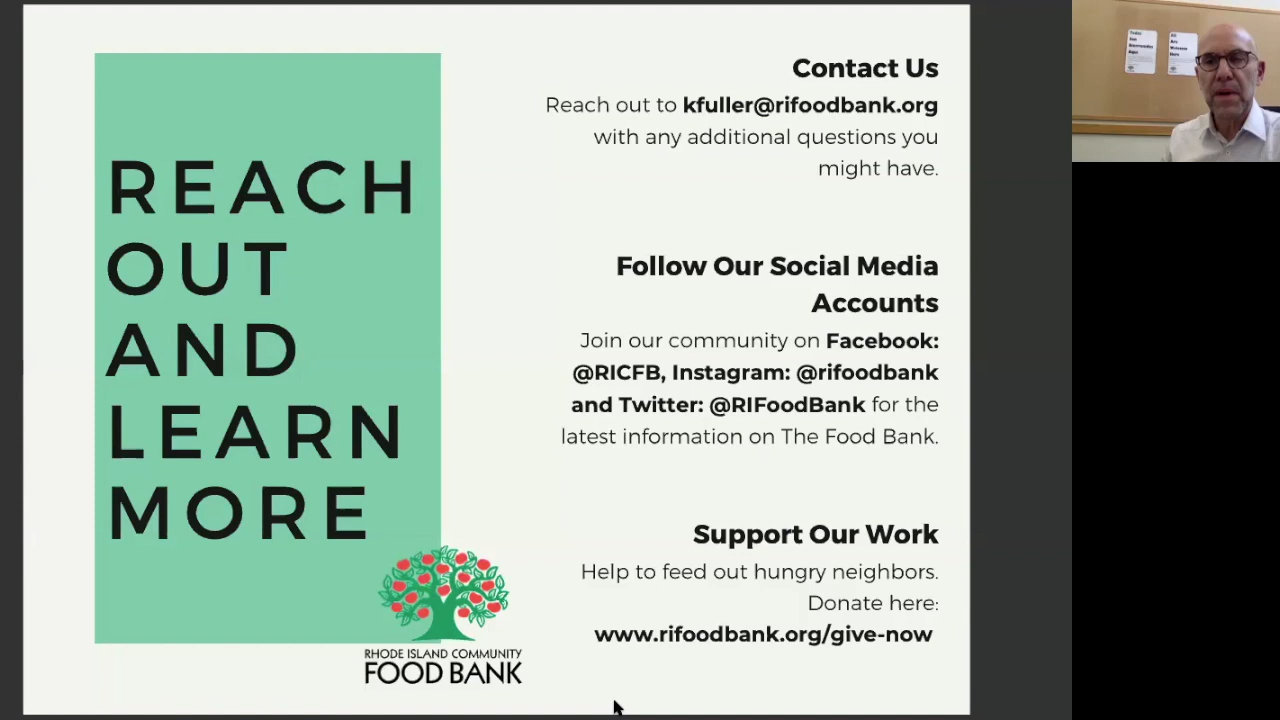 REACH
OUT
AND
LEARN
MORE
RHODE ISLAND COMMUNITY
FOOD BANK
Contact Us
Reach out to kfuller@rifoodbank.org
with any additional questions you
might have.
Follow Our Social Media
Accounts
Join our community on Facebook:
@RICFB, Instagram: @rifoodbank
and Twitter: @RIFoodBank for the
latest information on The Food Bank.
Support Our Work
Help to feed out hungry neighbors.
Donate here:
www.rifoodbank.org/give-now